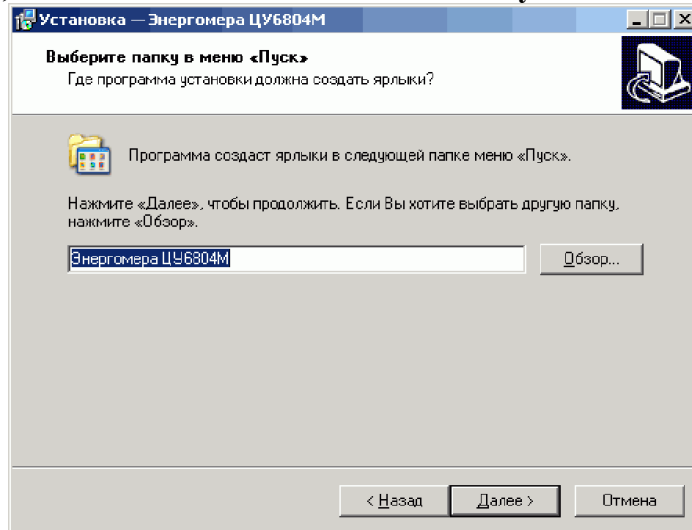 Установка — Энергомера ЦУ6804М
Выберите папку в меню «Пуск»
Где программа установки должна создать ярлыки?
Программа создаст ярлыки в следующей папке меню «Пуск».
Нажмите «Далее», чтобы продолжить. Если Вы хотите выбрать другую папку,
нажмите «Обзор».
Энергомера ЦУ6804М
Обзор...
< Назад
Далее >
Отмена